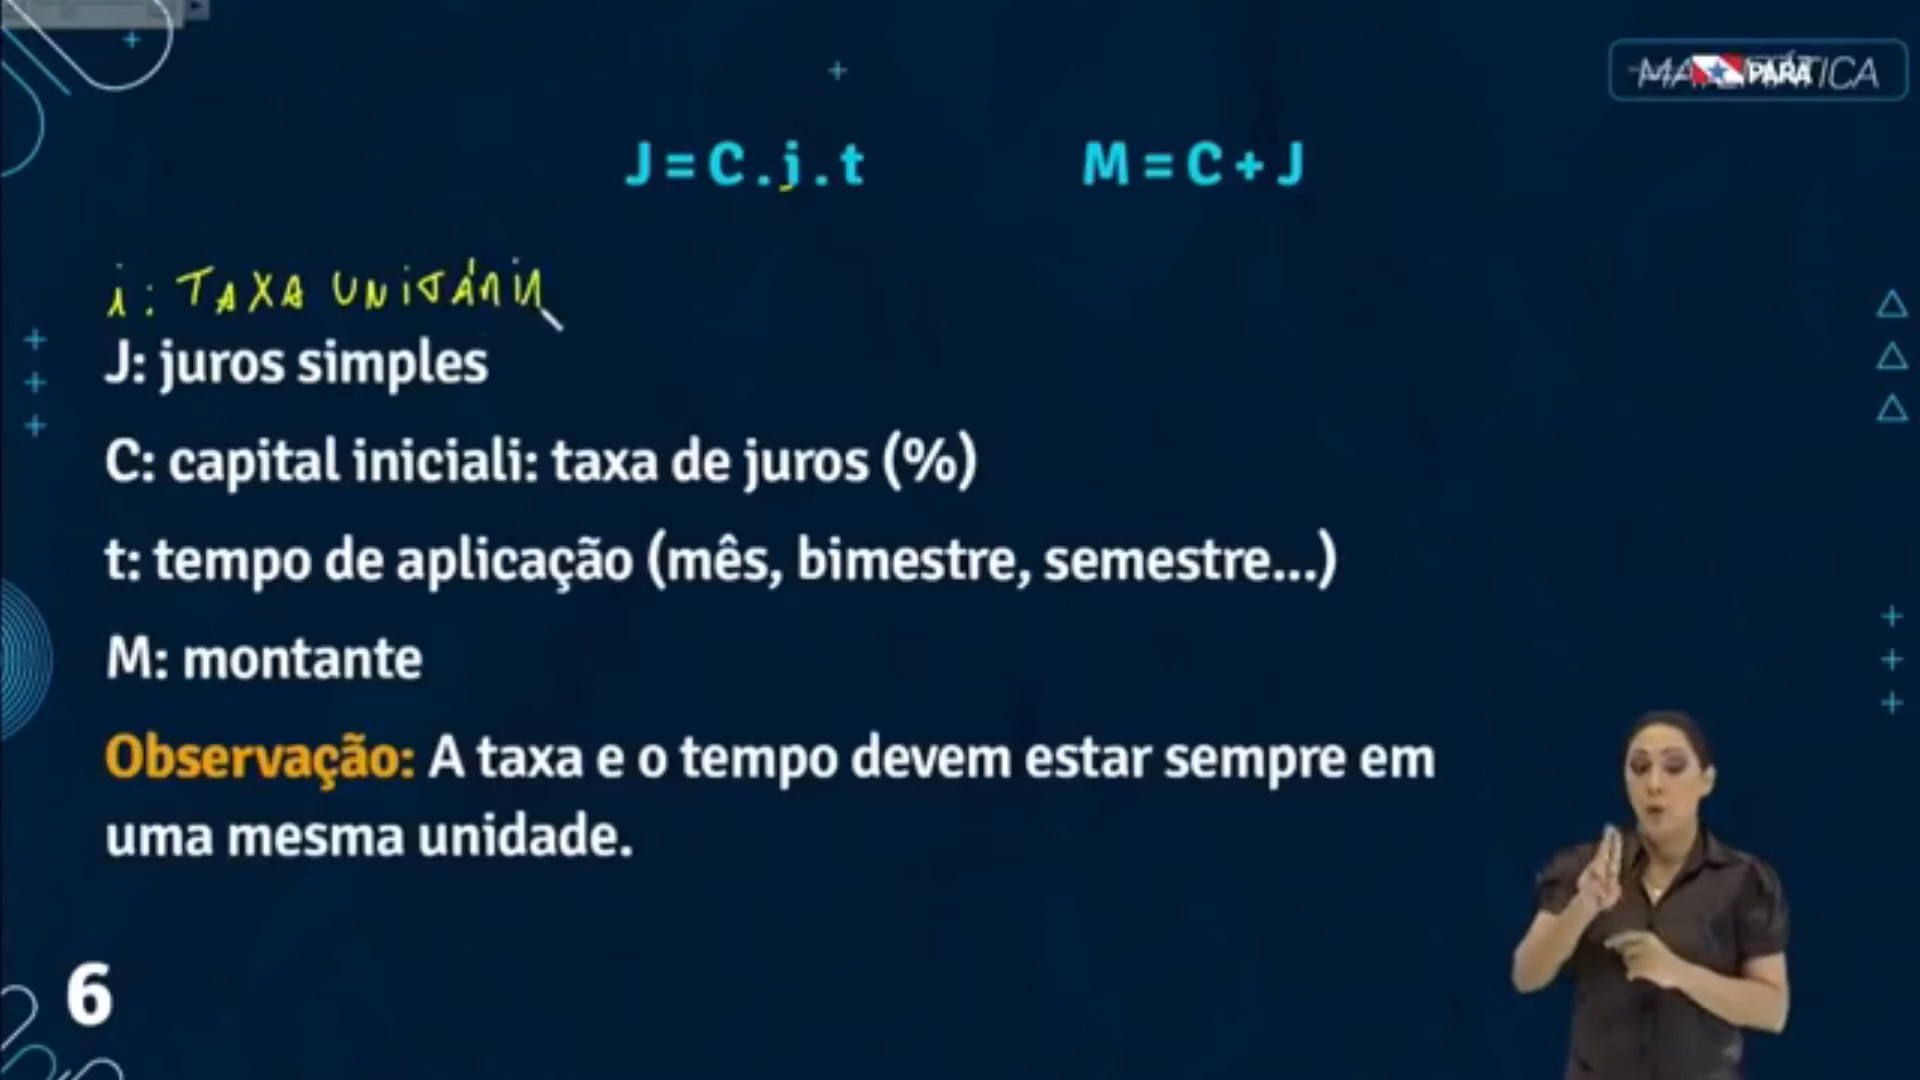 MATEMÁTICA
PARÁ
J = C . j . t
M = C + J
i: TAXA UNITÁRIA
J: juros simples
C: capital iniciali: taxa de juros (%)
t: tempo de aplicação (mês, bimestre, semestre...)
M: montante
Observação: A taxa e o tempo devem estar sempre em
uma mesma unidade.
6